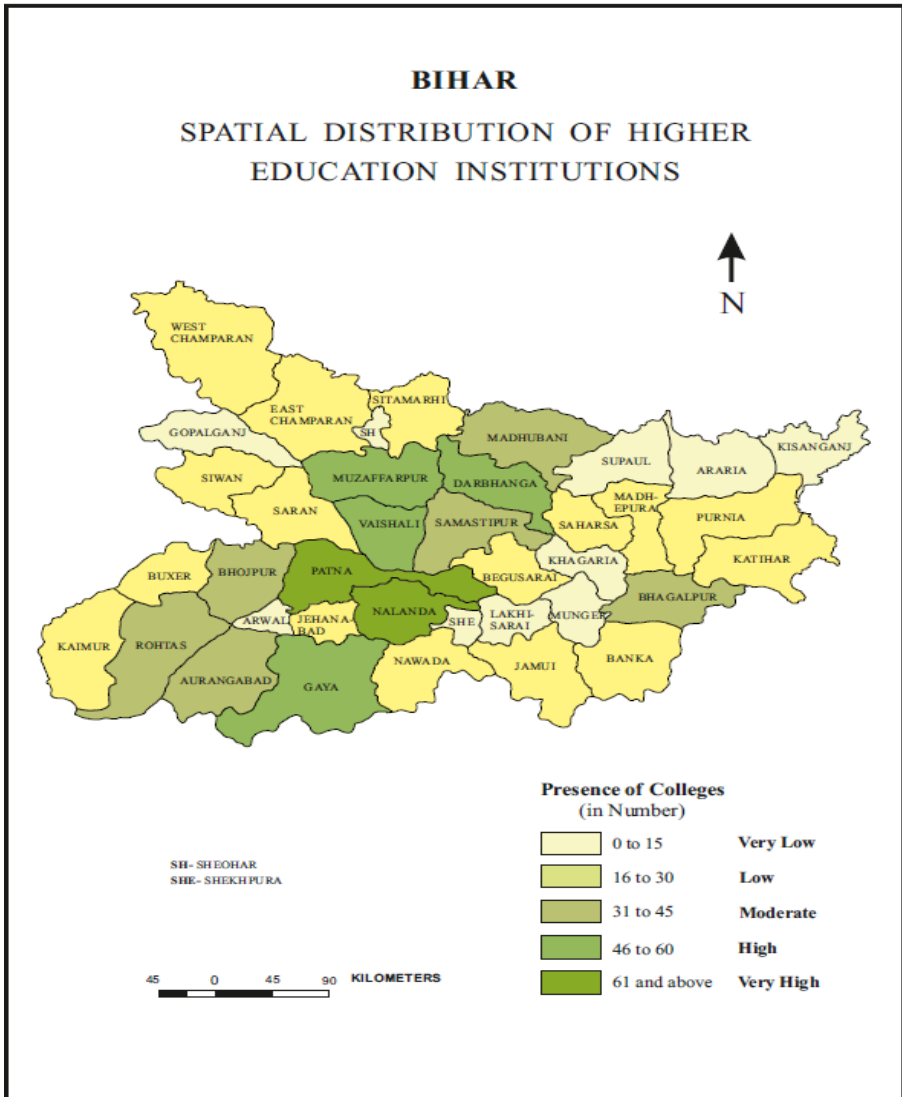 BIHAR
SPATIAL DISTRIBUTION OF HIGHER
EDUCATION INSTITUTIONS
N
WEST
CHAMPARAN
EAST
CHAMPARAN
SITAMARHI
SH
GOPALGANJ
MADHUBANI
KISANGANJ
SUPAUL
ARARIA
SIWAN
MUZAFFARPUR
DARBHANGA
SARAN
VAISHALI
SAMASTIPUR
SAHARSA
MADH-
EPURA
PURNIA
KATIHAR
KHAGARIA
BUXER
BHOJPUR
PATNA
BEGUSARAI
BHAGALPUR
ARWAL
JEHANA-
BAD
NALANDA
SHE
LAKHI-
SARAI
MUNGER
KAIMUR
ROHTAS
AURANGABAD
GAYA
NAWADA
JAMUI
BANKA
Presence of Colleges
(in Number)
0 to 15 Very Low
16 to 30 Low
31 to 45 Moderate
46 to 60 High
61 and above Very High
SH- SHEOHAR
SHE- SHEKHPURA
45 0 45 90 KILOMETERS